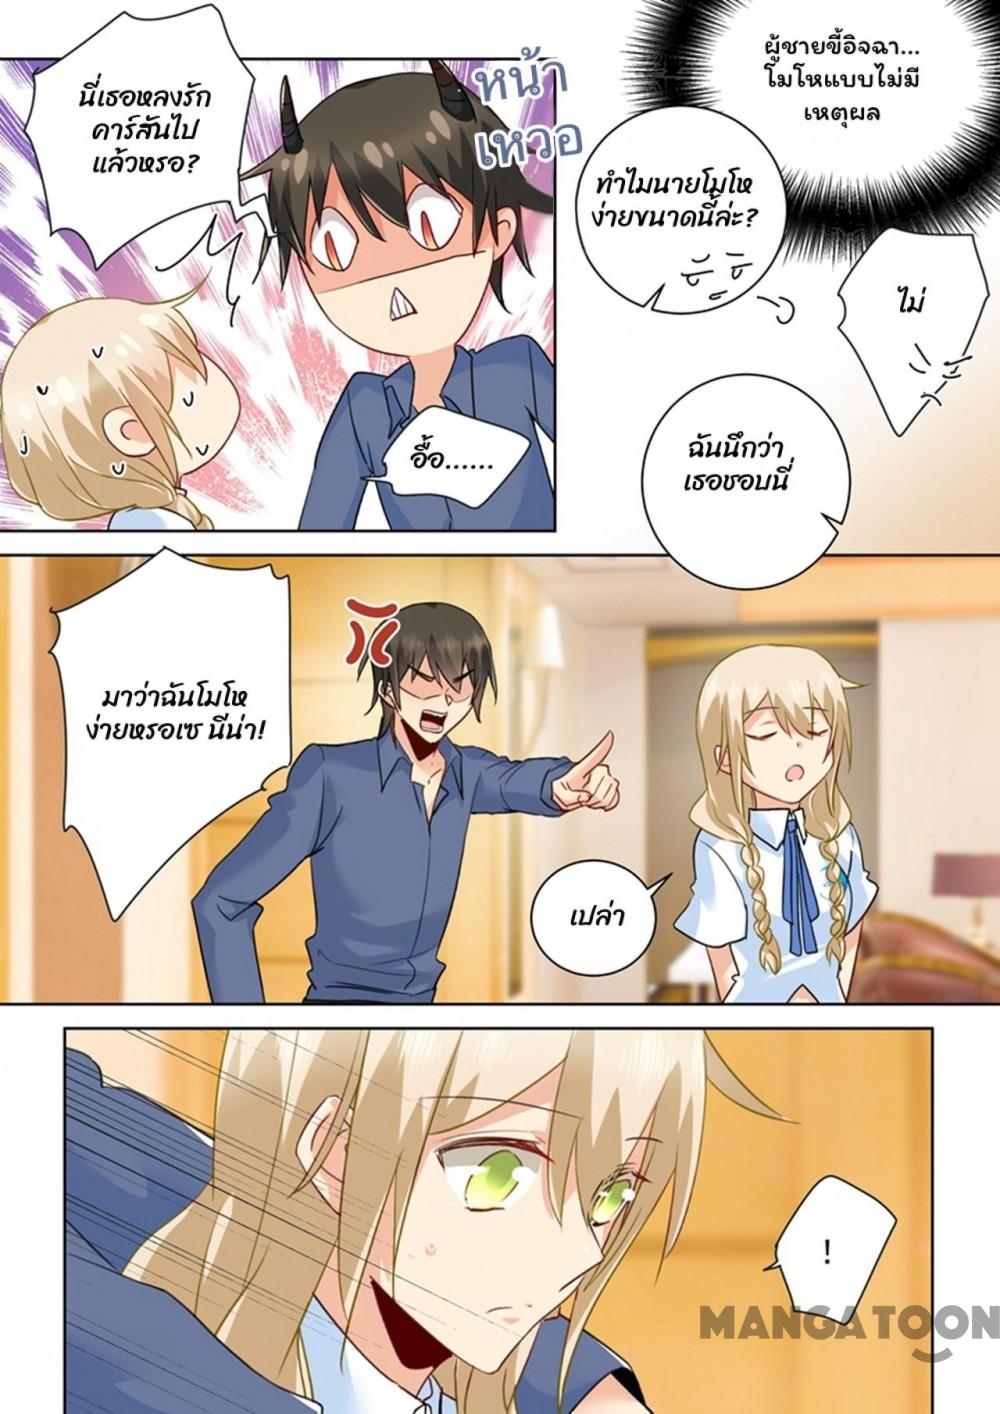 นี่เธอหลงรัก
คาร์สันไป
แล้วหรอ?
หน้า
เหวอ
ผู้ชายขี้อิจฉา...
โมโหแบบไม่มี
เหตุผล
ทำไมนายโมโห
ง่ายขนาดนี้ล่ะ?
ไม่
อื้อ......
ฉันนึกว่า
เธอชอบนี่
มาว่าฉันโมโห
ง่ายหรอเซ นีน่า!
เปล่า
!
MANGATOON